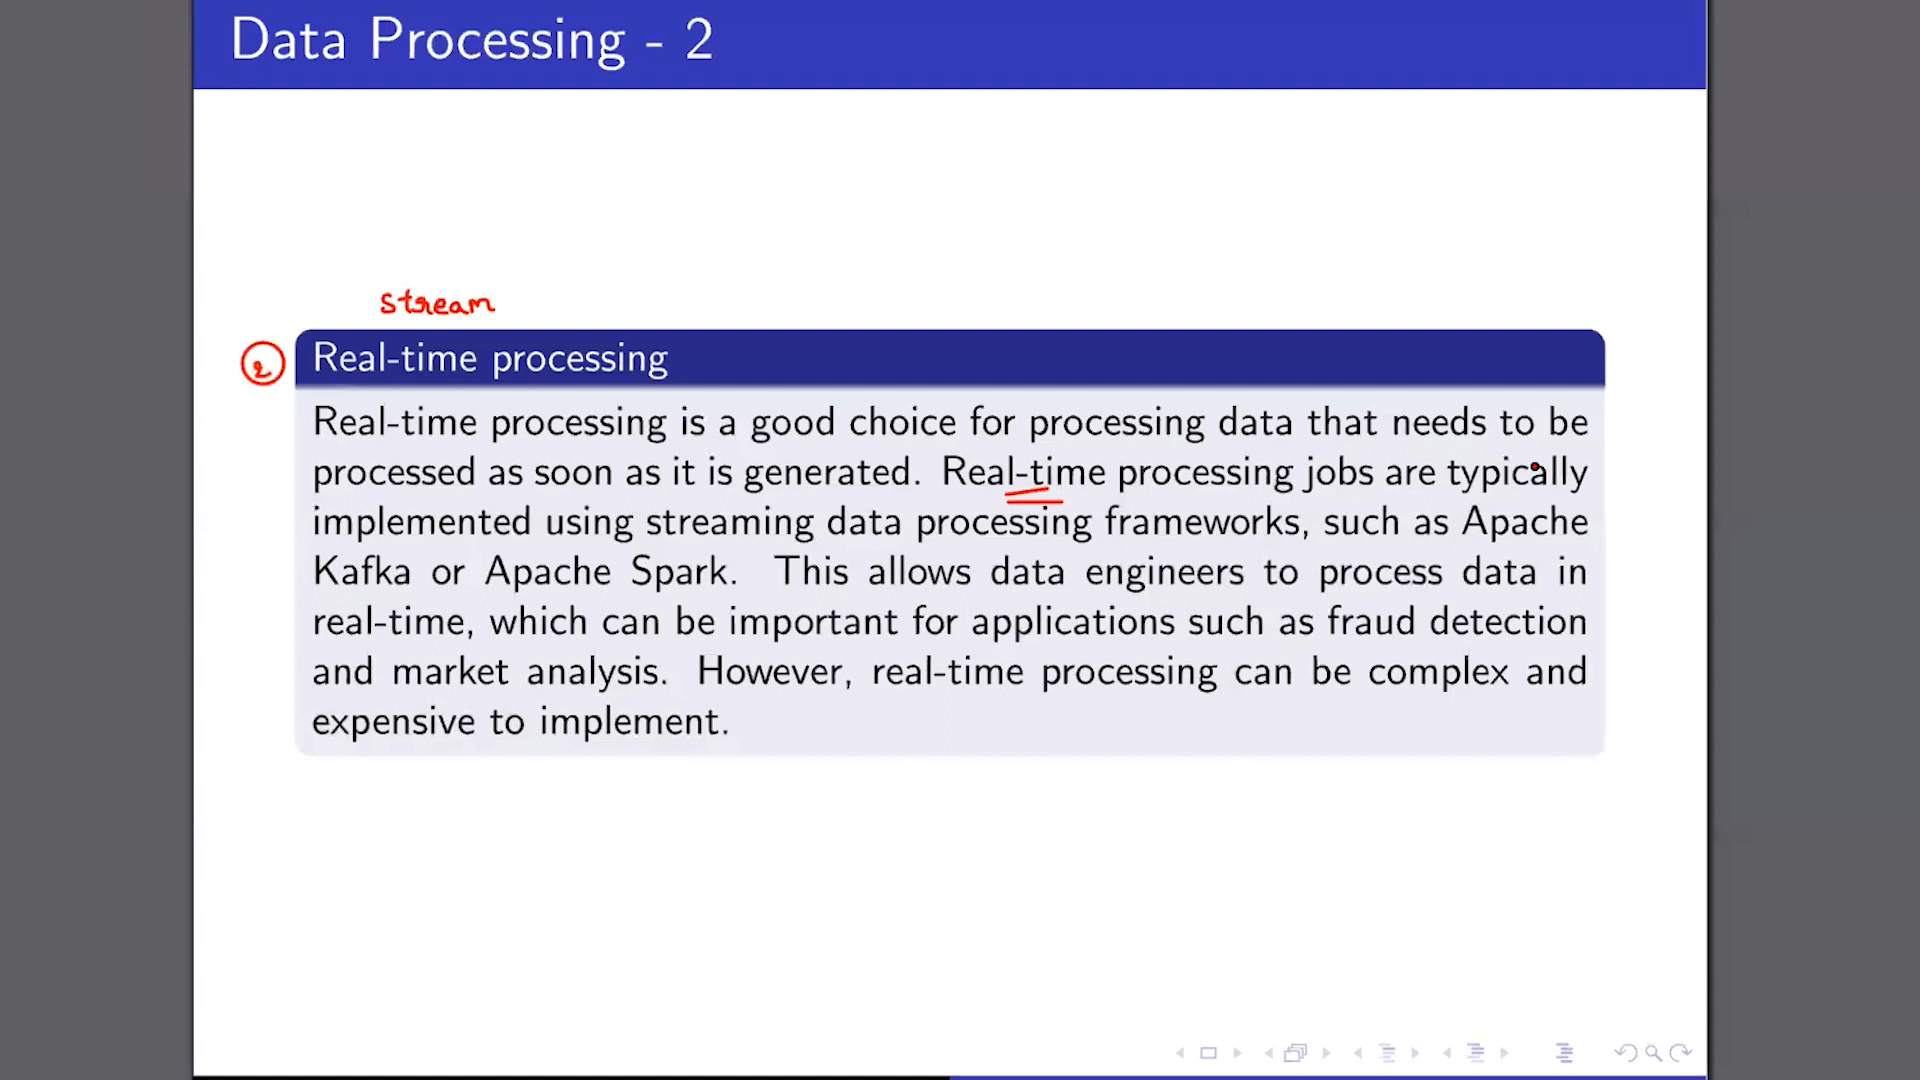 Data Processing - 2
stream
2 Real-time processing
Real-time processing is a good choice for processing data that needs to be
processed as soon as it is generated. Real-time processing jobs are typically
implemented using streaming data processing frameworks, such as Apache
Kafka or Apache Spark. This allows data engineers to process data in
real-time, which can be important for applications such as fraud detection
and market analysis. However, real-time processing can be complex and
expensive to implement.